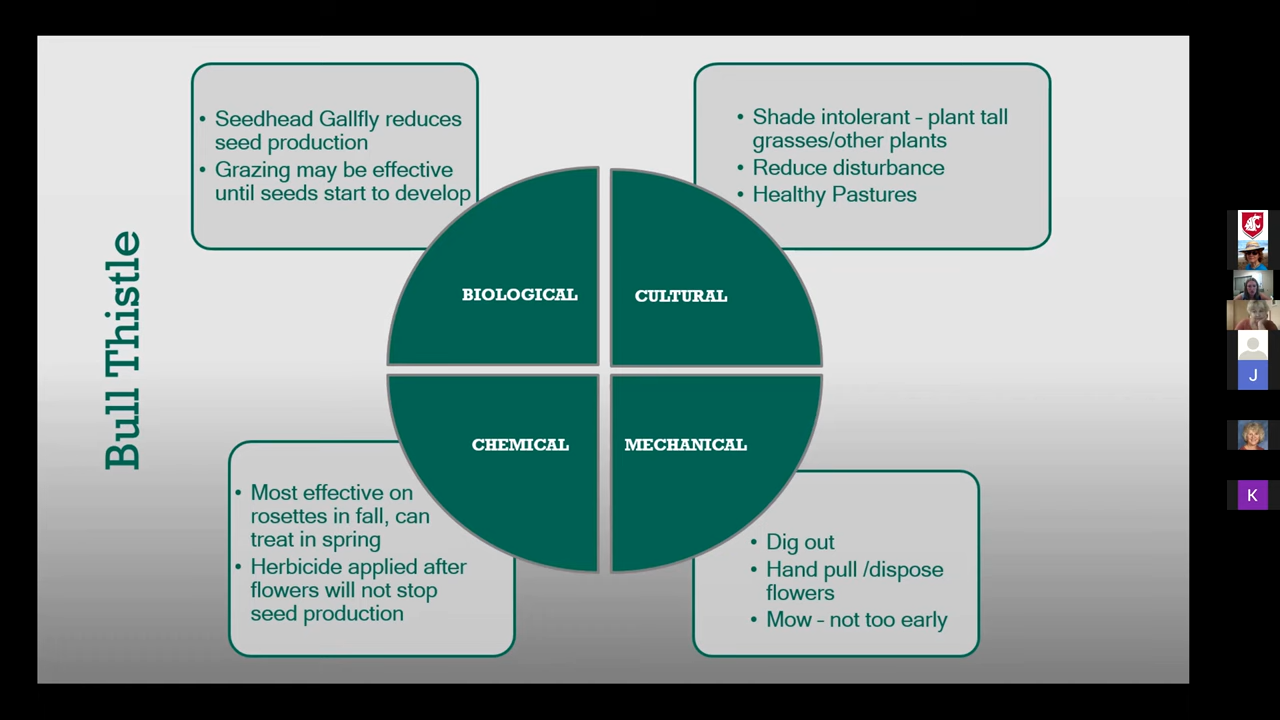 Bull Thistle
• Seedhead Gallfly reduces
seed production
• Grazing may be effective
until seeds start to develop
• Shade intolerant – plant tall
grasses/other plants
• Reduce disturbance
• Healthy Pastures
BIOLOGICAL
CULTURAL
CHEMICAL
MECHANICAL
• Most effective on
rosettes in fall, can
treat in spring
• Herbicide applied after
flowers will not stop
seed production
• Dig out
• Hand pull /dispose
flowers
• Mow – not too early
J
K